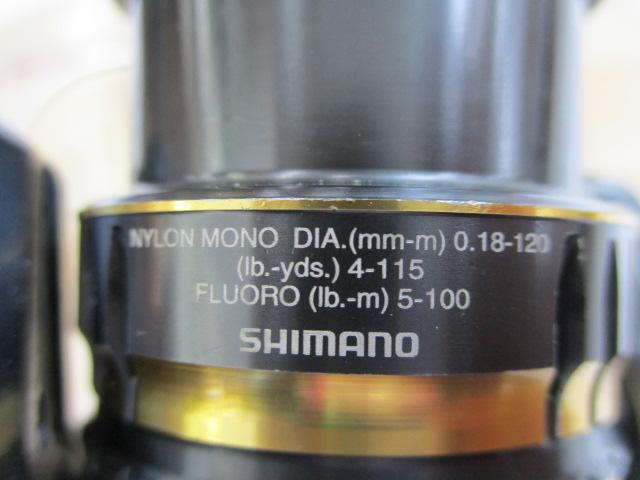 NYLON MONO DIA.(mm-m) 0.18-120
(lb.-yds.) 4-115
FLUORO (lb.-m) 5-100
SHIMANO